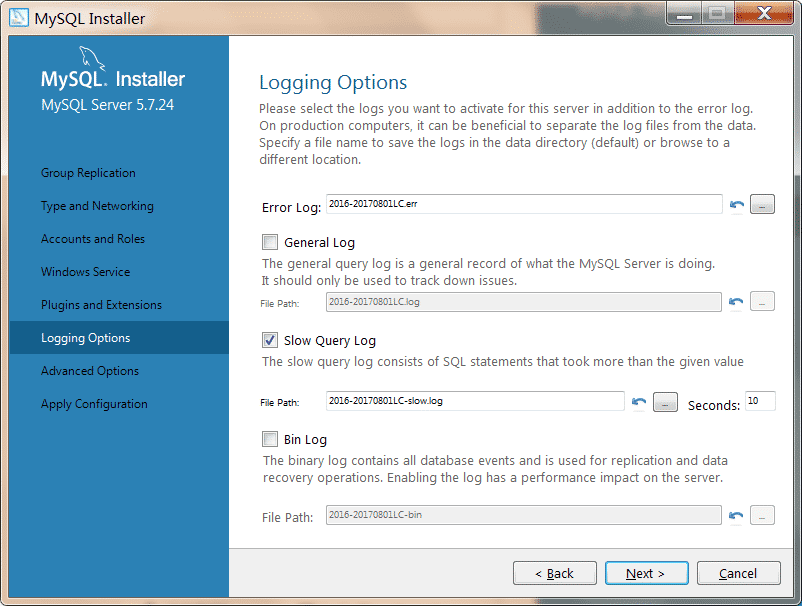 MySQL Installer
MySQL. Installer
MySQL Server 5.7.24
Group Replication
Type and Networking
Accounts and Roles
Windows Service
Plugins and Extensions
Logging Options
Advanced Options
Apply Configuration
Logging Options
Please select the logs you want to activate for this server in addition to the error log.
On production computers, it can be beneficial to separate the log files from the data.
Specify a file name to save the logs in the data directory (default) or browse to a
different location.
Error Log: 2016-20170801LC.err ...
General Log
The general query log is a general record of what the MySQL Server is doing.
It should only be used to track down issues.
File Path: 2016-20170801LC.log ...
Slow Query Log
The slow query log consists of SQL statements that took more than the given value
File Path: 2016-20170801LC-slow.log ... Seconds: 10
Bin Log
The binary log contains all database events and is used for replication and data
recovery operations. Enabling the log has a performance impact on the server.
File Path: 2016-20170801LC-bin ...
< Back Next > Cancel